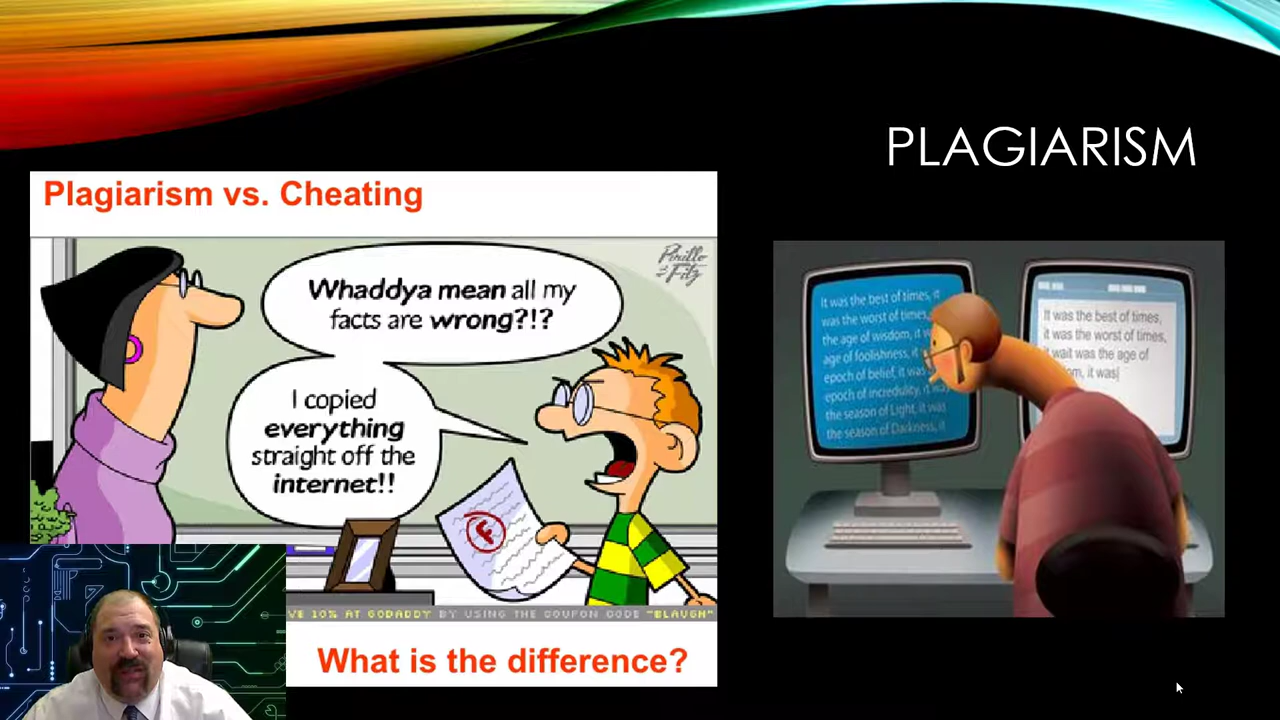 PLAGIARISM
Plagiarism vs. Cheating
Pirillo
& Fitz
Whaddya mean all my
facts are wrong?!?
I copied
everything
straight off the
internet!!
F
VE 10% AT GODADDY BY USING THE COUPON CODE "BLAUGH"
What is the difference?
It was the best of times, it
was the worst of times,
the age of wisdom, it w
age of foolishness, it
epoch of belief, it was
epoch of incredulity, it
the season of Light, it was
the season of Darkness, it
It was the best of times,
it was the worst of times,
it wait was the age of
om, it was